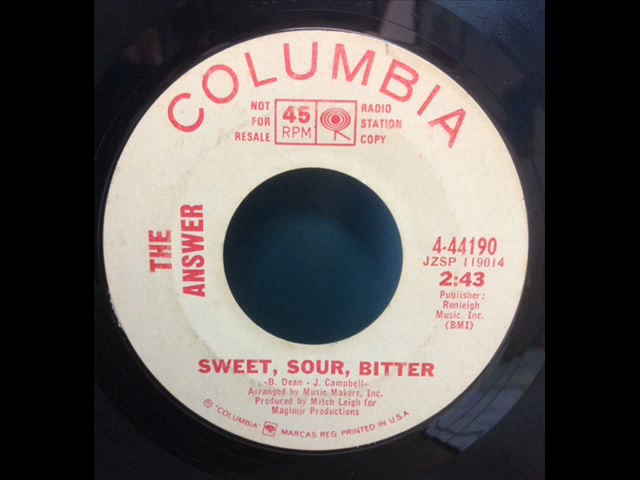 COLUMBIA
NOT
FOR
RESALE
45
RPM
RADIO
STATION
COPY
THE
ANSWER
4-44190
JZSP 119014
2:43
Publisher:
Renleigh
Music. Inc.
(BMI)
SWEET, SOUR, BITTER
-B. Dean - J. Campbell-
Arranged by Music Makers, Inc.
Produced by Mitch Leigh for
Magimir Productions
Ⓟ "COLUMBIA" MARCAS REG. PRINTED IN U.S.A.